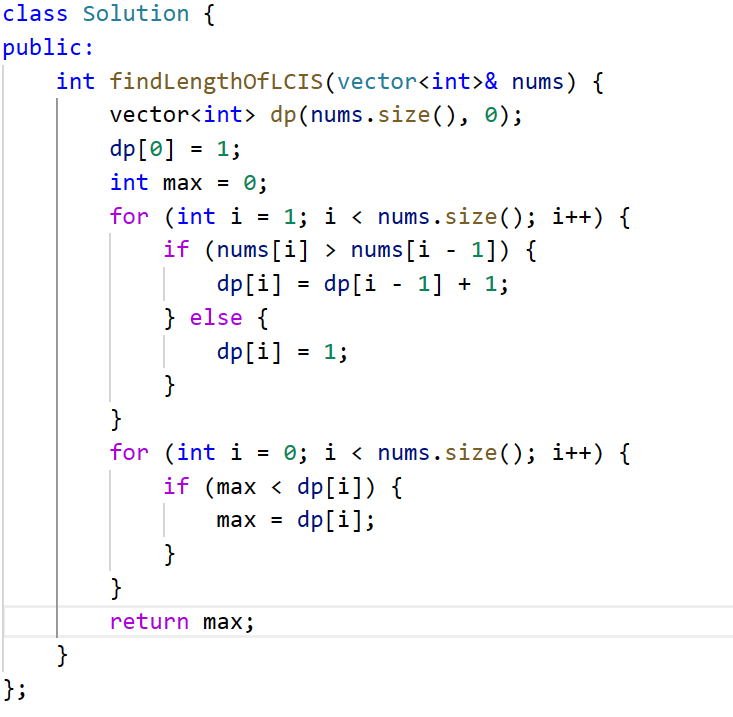 class Solution {
public:
    int findLengthOfLCIS(vector<int>& nums) {
        vector<int> dp(nums.size(), 0);
        dp[0] = 1;
        int max = 0;
        for (int i = 1; i < nums.size(); i++) {
            if (nums[i] > nums[i - 1]) {
                dp[i] = dp[i - 1] + 1;
            } else {
                dp[i] = 1;
            }
        }
        for (int i = 0; i < nums.size(); i++) {
            if (max < dp[i]) {
                max = dp[i];
            }
        }
        return max;
    }
};